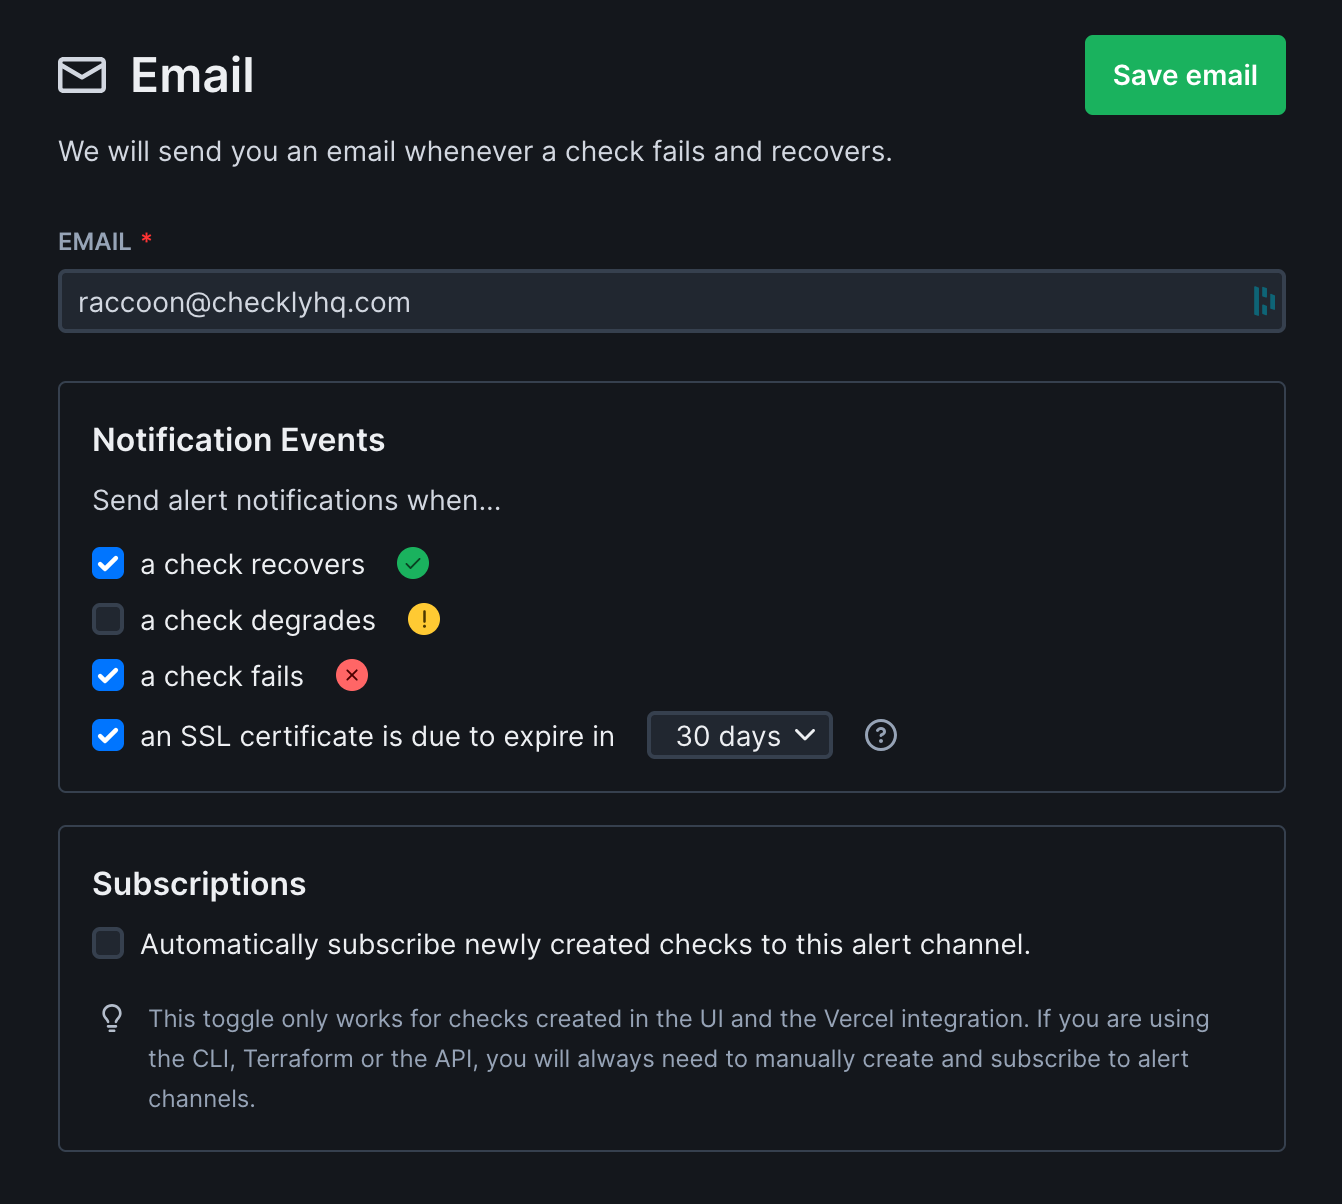 Email
Save email
We will send you an email whenever a check fails and recovers.
EMAIL *
raccoon@checklyhq.com
Notification Events
Send alert notifications when...
a check recovers
a check degrades
a check fails
an SSL certificate is due to expire in 30 days
Subscriptions
Automatically subscribe newly created checks to this alert channel.
This toggle only works for checks created in the UI and the Vercel integration. If you are using
the CLI, Terraform or the API, you will always need to manually create and subscribe to alert
channels.